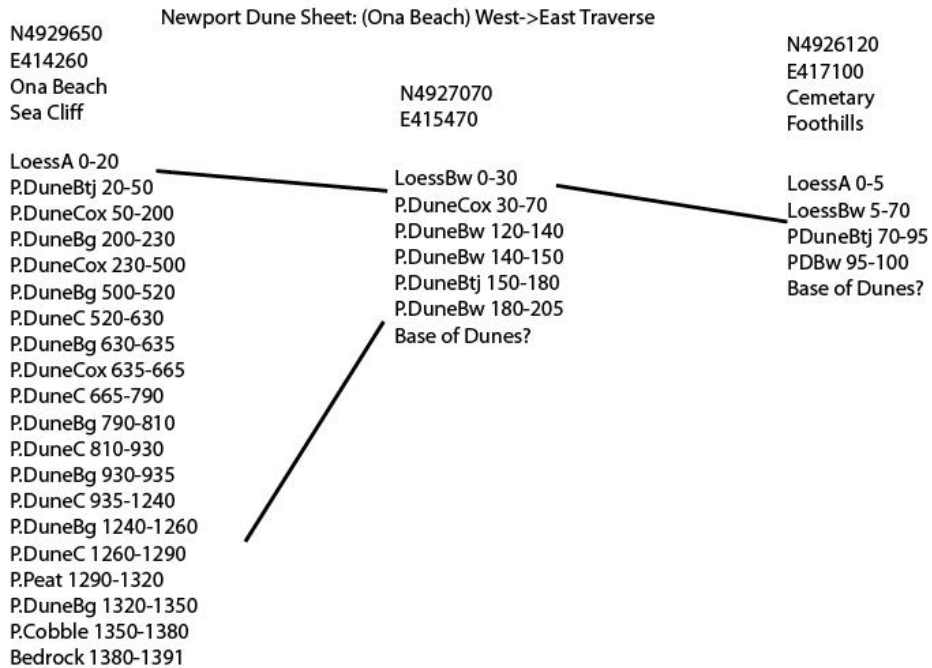 Newport Dune Sheet: (Ona Beach) West->East Traverse
N4929650
E414260
Ona Beach
Sea Cliff
LoessA 0-20
P.DuneBtj 20-50
P.DuneCox 50-200
P.DuneBg 200-230
P.DuneCox 230-500
P.DuneBg 500-520
P.DuneC 520-630
P.DuneBg 630-635
P.DuneCox 635-665
P.DuneC 665-790
P.DuneBg 790-810
P.DuneC 810-930
P.DuneBg 930-935
P.DuneC 935-1240
P.DuneBg 1240-1260
P.DuneC 1260-1290
P.Peat 1290-1320
P.DuneBg 1320-1350
P.Cobble 1350-1380
Bedrock 1380-1391
N4927070
E415470
LoessBw 0-30
P.DuneCox 30-70
P.DuneBw 120-140
P.DuneBw 140-150
P.DuneBtj 150-180
P.DuneBw 180-205
Base of Dunes?
N4926120
E417100
Cemetary
Foothills
LoessA 0-5
LoessBw 5-70
PDuneBtj 70-95
PDBw 95-100
Base of Dunes?